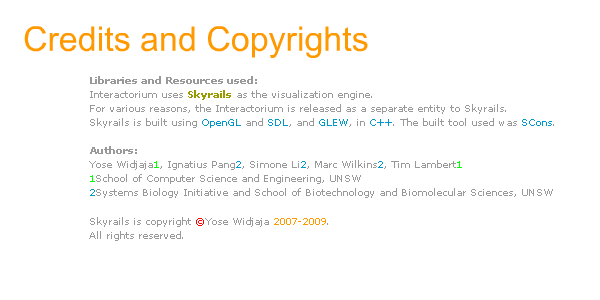 Credits and Copyrights
Libraries and Resources used:
Interactorium uses Skyrails as the visualization engine.
For various reasons, the Interactorium is released as a separate entity to Skyrails.
Skyrails is built using OpenGL and SDL, and GLEW, in C++. The built tool used was SCons.
Authors:
Yose Widjaja1, Ignatius Pang2, Simone Li2, Marc Wilkins2, Tim Lambert1
1School of Computer Science and Engineering, UNSW
2Systems Biology Initiative and School of Biotechnology and Biomolecular Sciences, UNSW
Skyrails is copyright ©Yose Widjaja 2007-2009.
All rights reserved.